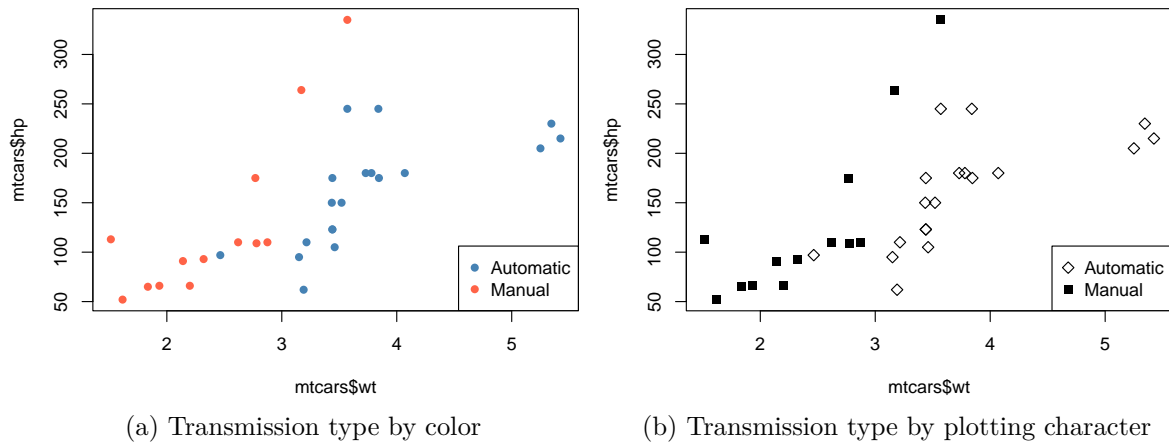 300
250
200
150
100
50
mtcars$hp
2
3
4
5
mtcars$wt
Automatic
Manual
(a) Transmission type by color
300
250
200
150
100
50
mtcars$hp
2
3
4
5
mtcars$wt
Automatic
Manual
(b) Transmission type by plotting character